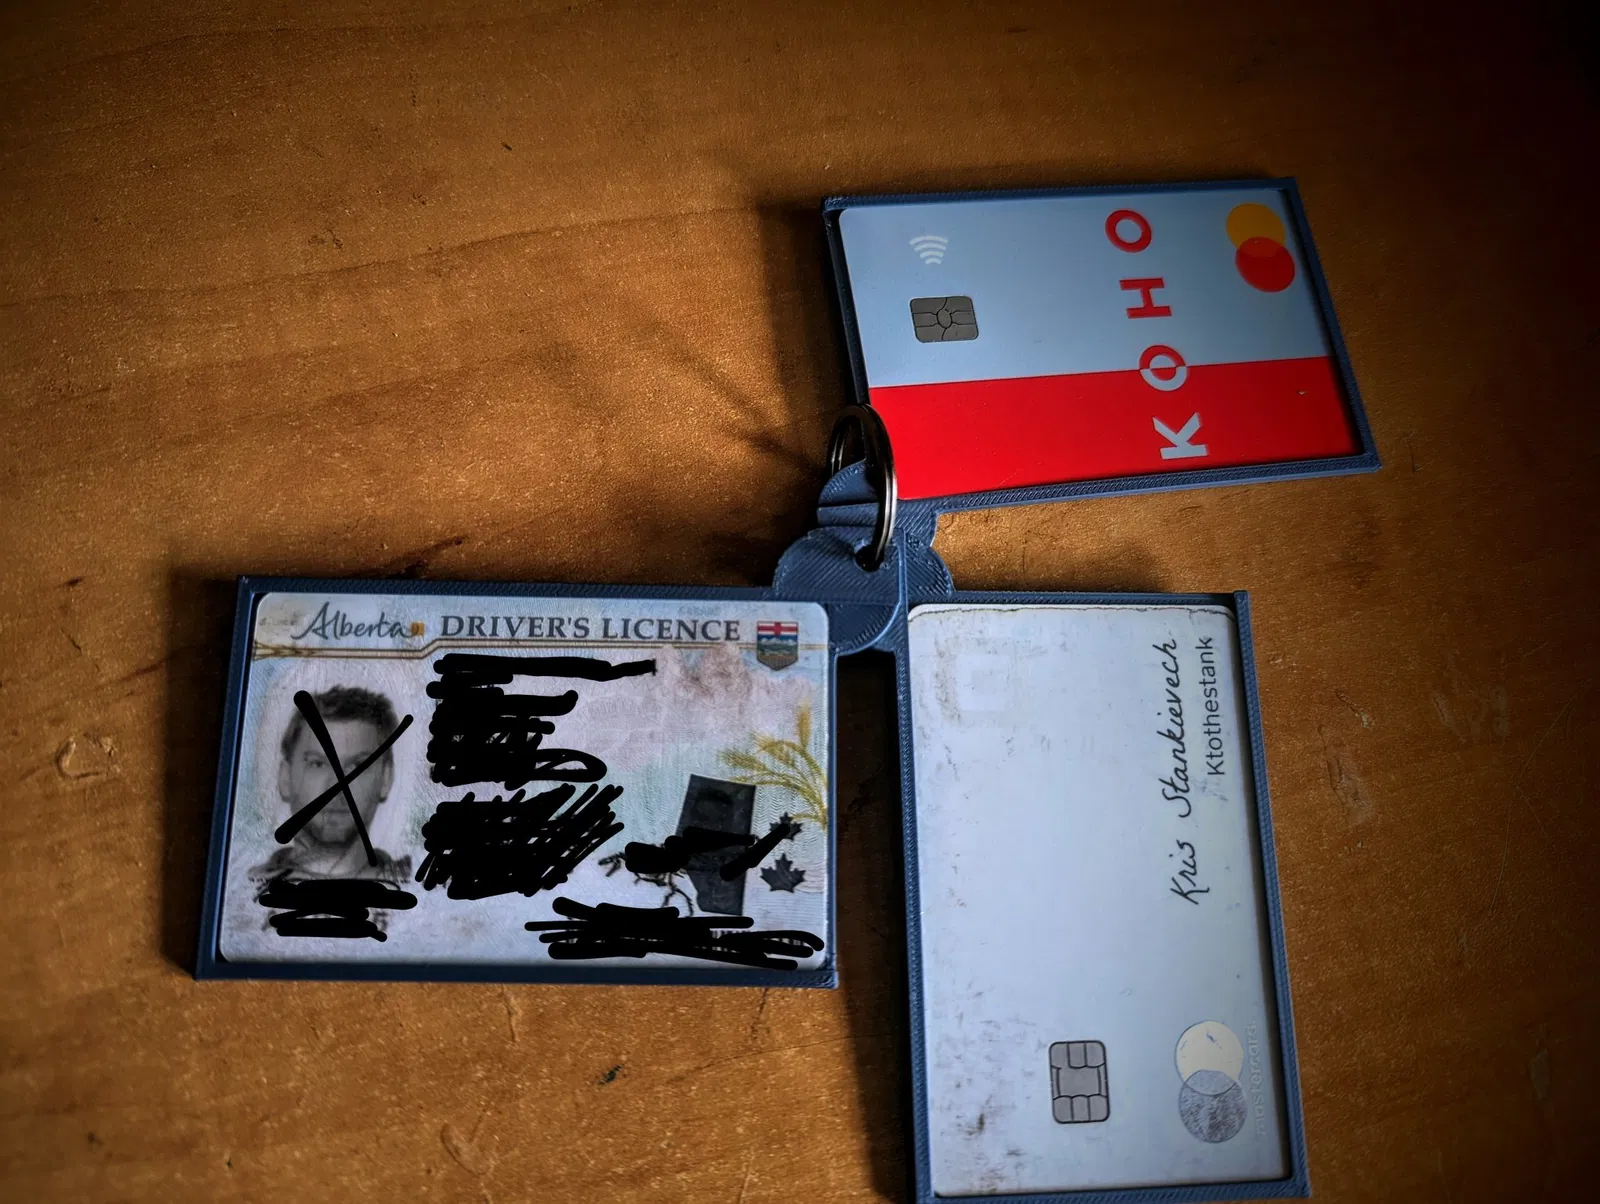 KOHO
Alberta DRIVER'S LICENCE
Kris Stankievech
Ktothestank
mastercard.